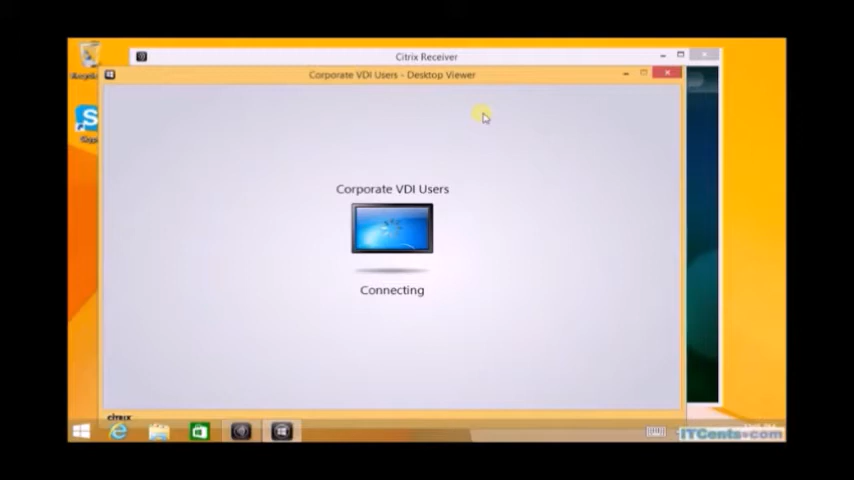 Citrix Receiver
Corporate VDI Users - Desktop Viewer
Corporate VDI Users
Connecting
CITRIX
ITCents.com